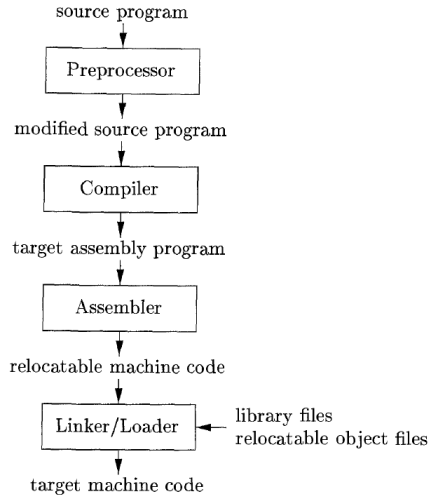 source program
Preprocessor
modified source program
Compiler
target assembly program
Assembler
relocatable machine code
Linker/Loader
library files
relocatable object files
target machine code